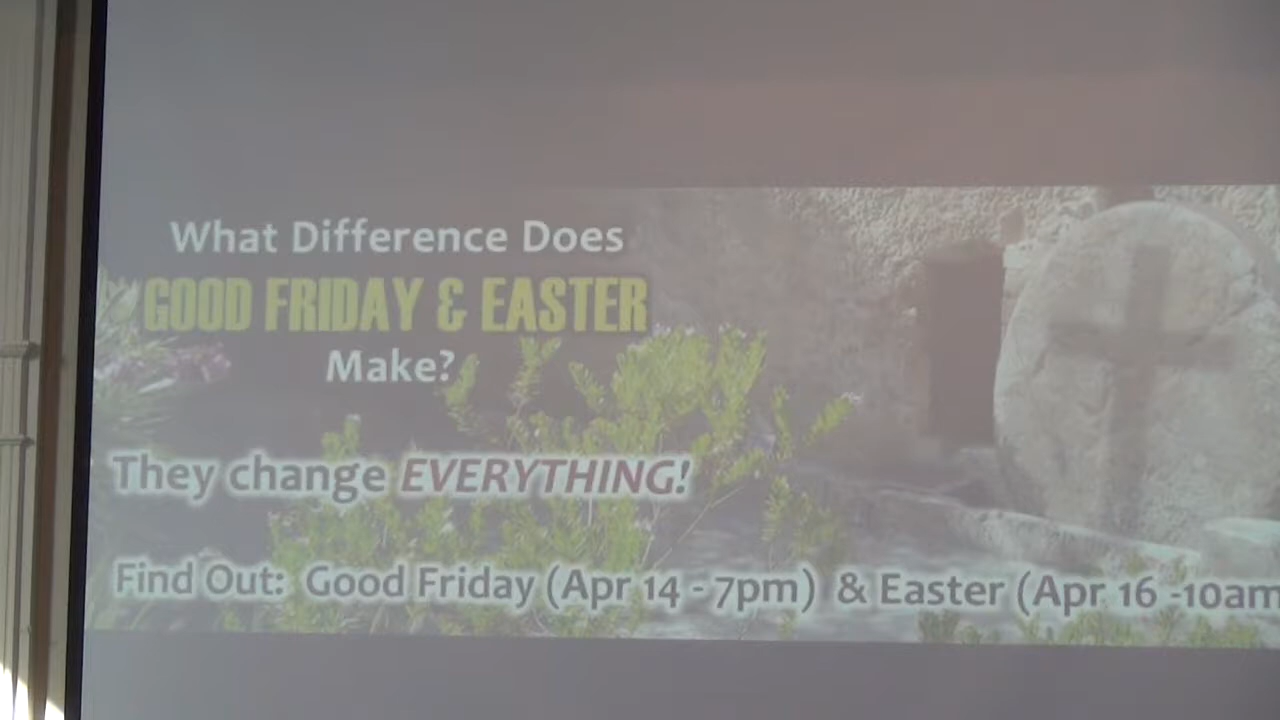 What Difference Does
GOOD FRIDAY & EASTER
Make?
They change EVERYTHING!
Find Out: Good Friday (Apr 14 - 7pm) & Easter (Apr 16 -10am